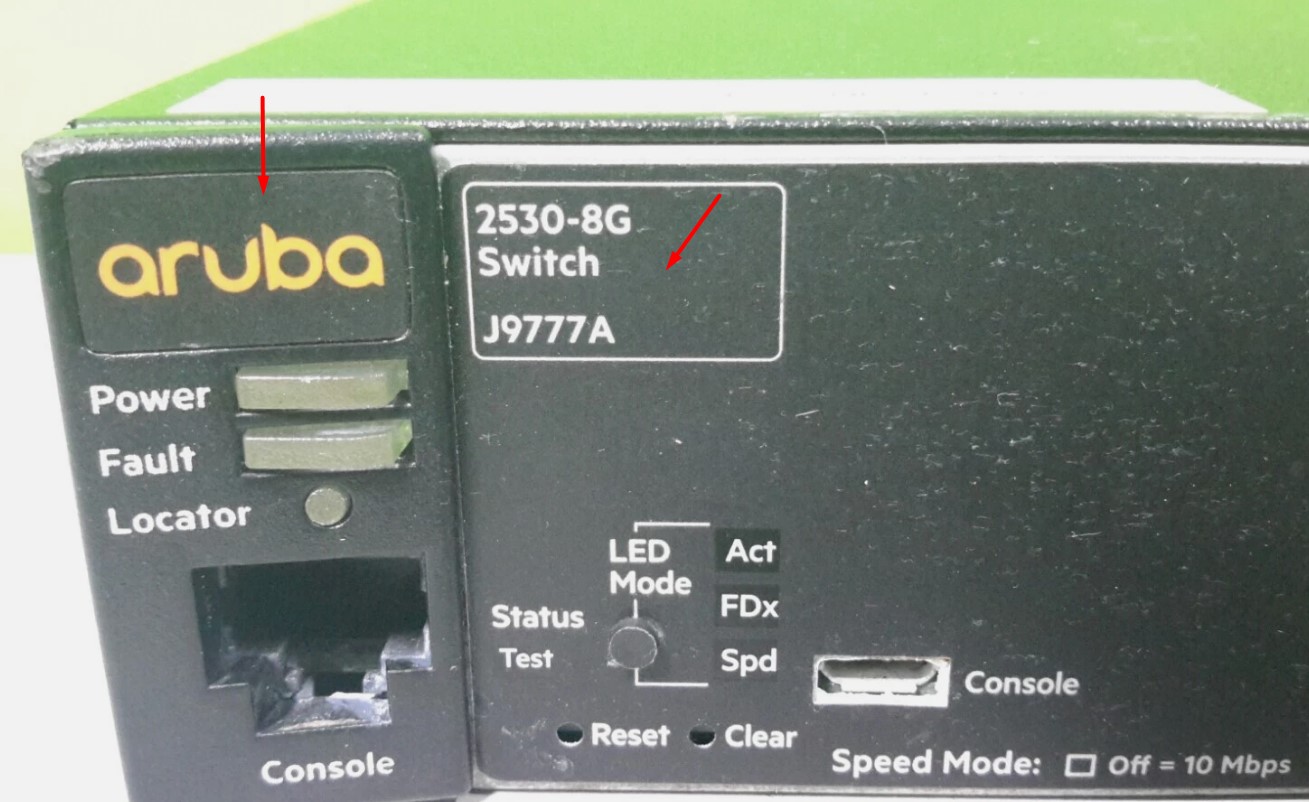 aruba
2530-8G
Switch
J9777A
Power
Fault
Locator
LED
Mode
Act
FDx
Spd
Status
Test
Console
Reset
Clear
Console
Speed Mode: Off = 10 Mbps